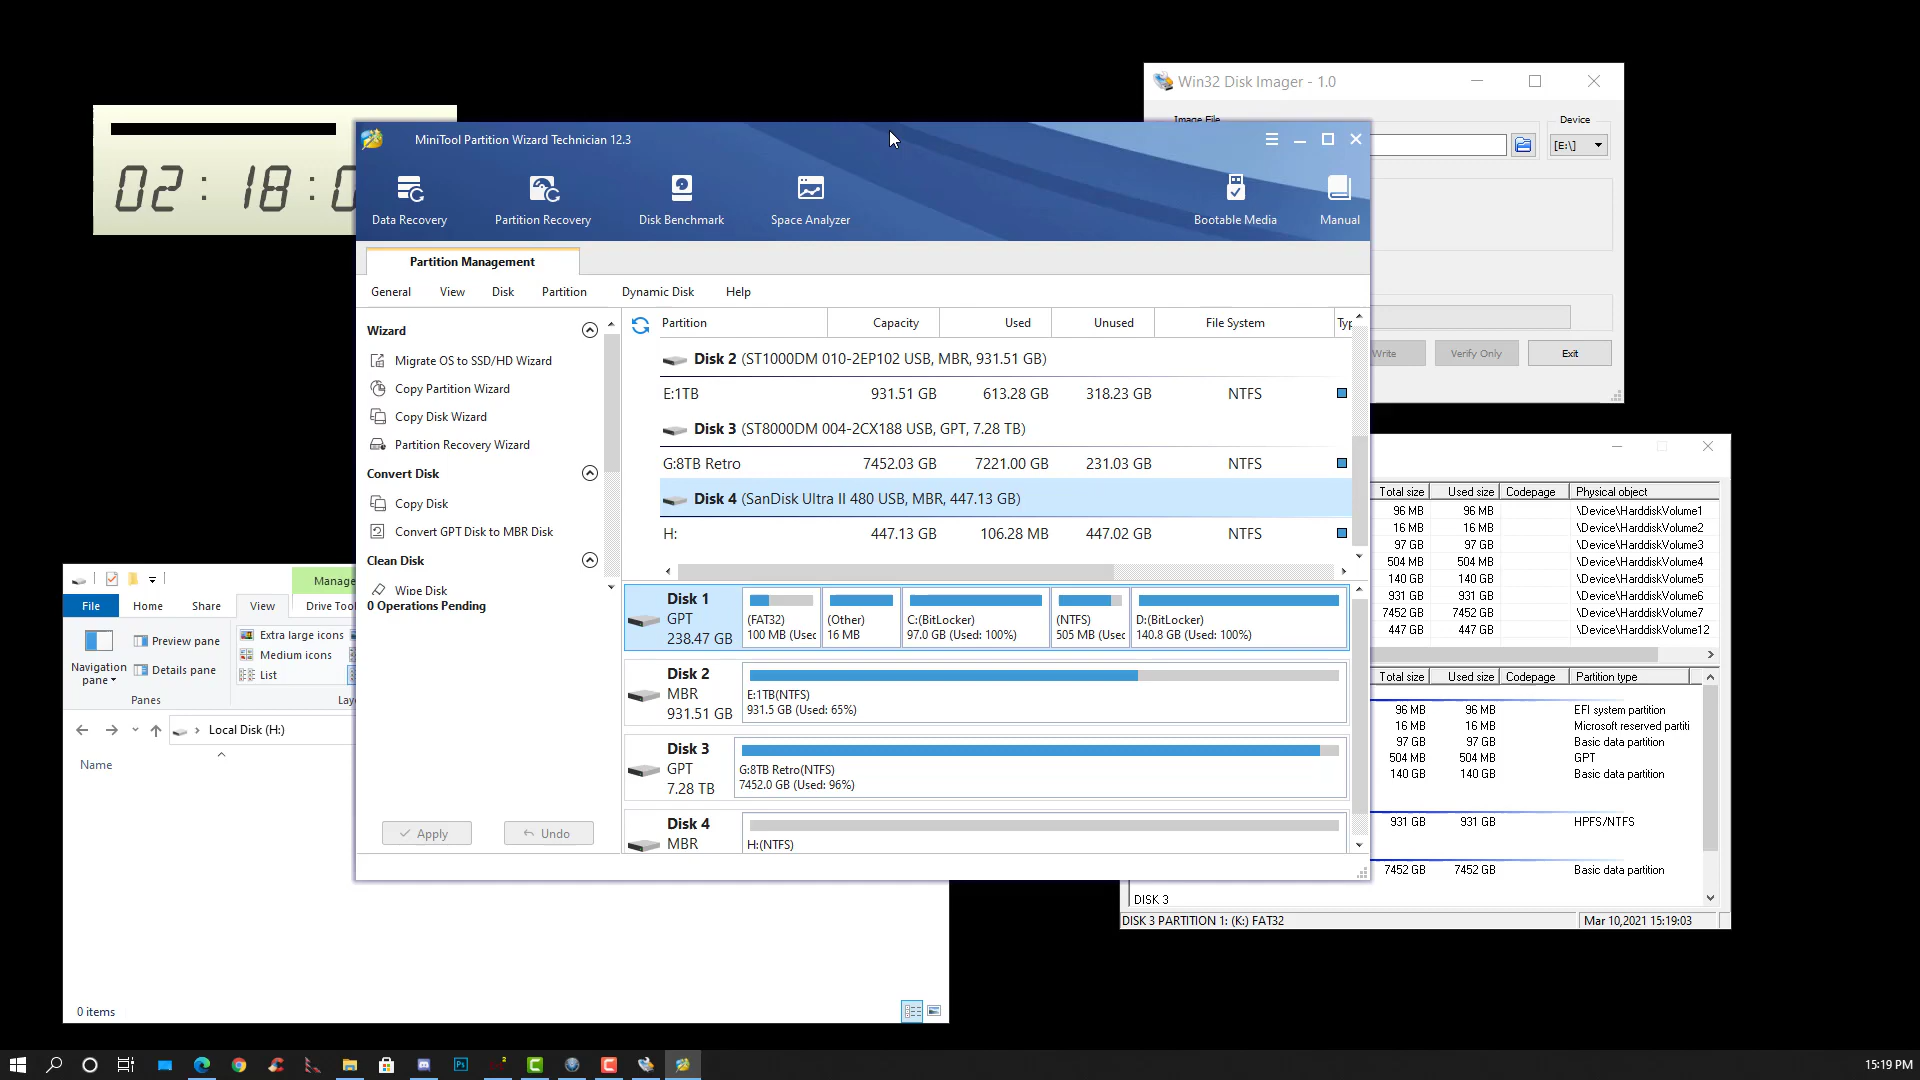 Win32 Disk Imager - 1.0
Image File
Device
[E:\]
Write
Verify Only
Exit
02:18:0
MiniTool Partition Wizard Technician 12.3
Data Recovery
Partition Recovery
Disk Benchmark
Space Analyzer
Bootable Media
Manual
Partition Management
General View Disk Partition Dynamic Disk Help
Wizard
Migrate OS to SSD/HD Wizard
Copy Partition Wizard
Copy Disk Wizard
Partition Recovery Wizard
Convert Disk
Copy Disk
Convert GPT Disk to MBR Disk
Clean Disk
Wipe Disk
0 Operations Pending
Apply
Undo
Partition Capacity Used Unused File System Typ
Disk 2 (ST1000DM 010-2EP102 USB, MBR, 931.51 GB)
E:1TB 931.51 GB 613.28 GB 318.23 GB NTFS
Disk 3 (ST8000DM 004-2CX188 USB, GPT, 7.28 TB)
G:8TB Retro 7452.03 GB 7221.00 GB 231.03 GB NTFS
Disk 4 (SanDisk Ultra II 480 USB, MBR, 447.13 GB)
H: 447.13 GB 106.28 MB 447.02 GB NTFS
Disk 1
GPT
238.47 GB
(FAT32)
100 MB (Usec
(Other)
16 MB
C:(BitLocker)
97.0 GB (Used: 100%)
(NTFS)
505 MB (Usec
D:(BitLocker)
140.8 GB (Used: 100%)
Disk 2
MBR
931.51 GB
E:1TB(NTFS)
931.5 GB (Used: 65%)
Disk 3
GPT
7.28 TB
G:8TB Retro(NTFS)
7452.0 GB (Used: 96%)
Disk 4
MBR
H:(NTFS)
Total size Used size Codepage Physical object
96 MB 96 MB \Device\HarddiskVolume1
16 MB 16 MB \Device\HarddiskVolume2
97 GB 97 GB \Device\HarddiskVolume3
504 MB 504 MB \Device\HarddiskVolume4
140 GB 140 GB \Device\HarddiskVolume5
931 GB 931 GB \Device\HarddiskVolume6
7452 GB 7452 GB \Device\HarddiskVolume7
447 GB 447 GB \Device\HarddiskVolume12
Total size Used size Codepage Partition type
96 MB 96 MB EFI system partition
16 MB 16 MB Microsoft reserved partiti
97 GB 97 GB Basic data partition
504 MB 504 MB GPT
140 GB 140 GB Basic data partition
931 GB 931 GB HPFS/NTFS
7452 GB 7452 GB Basic data partition
DISK 3
DISK 3 PARTITION 1: (K:) FAT32
Mar 10,2021 15:19:03
Manage
File Home Share View Drive Tool
Navigation
pane
Preview pane
Details pane
Panes
Extra large icons
Medium icons
List
Layo
Local Disk (H:)
Name
0 items
Ps
2
15:19 PM